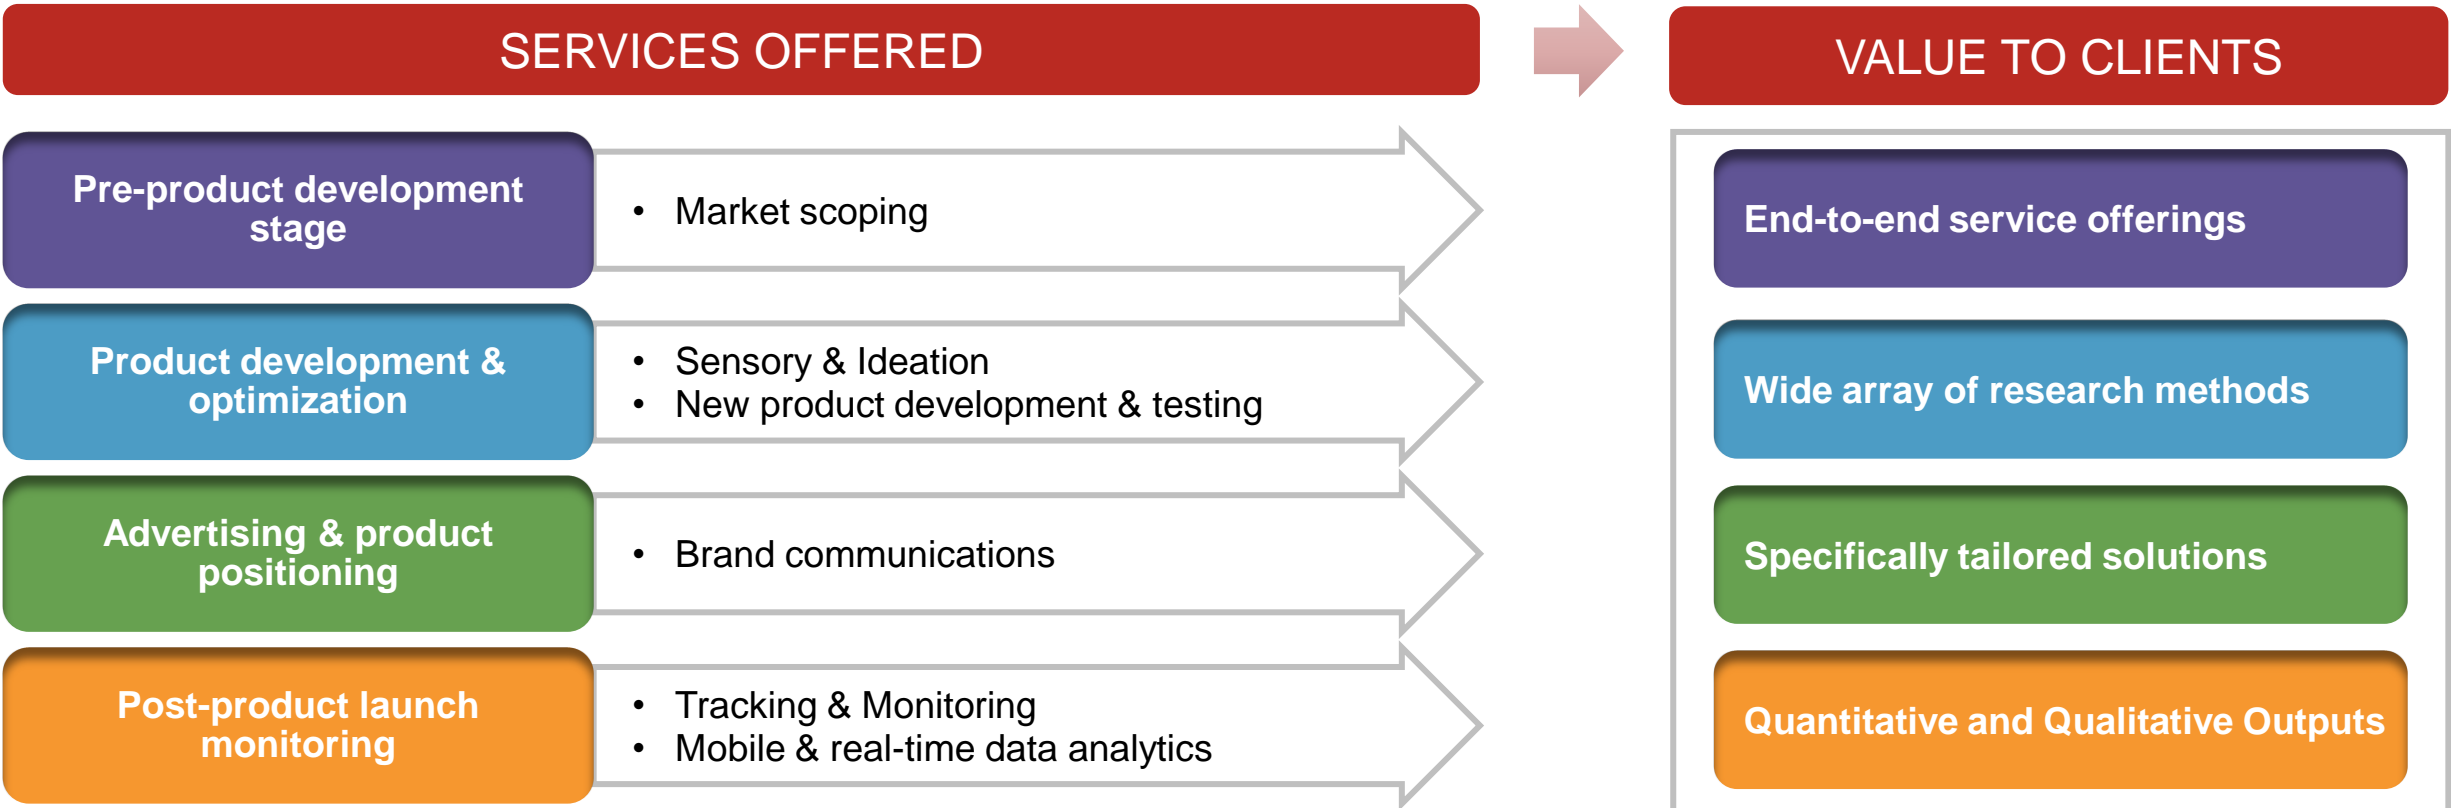 SERVICES OFFERED
VALUE TO CLIENTS
Pre-product development
stage
• Market scoping
End-to-end service offerings
Product development &
optimization
• Sensory & Ideation
• New product development & testing
Wide array of research methods
Advertising & product
positioning
• Brand communications
Specifically tailored solutions
Post-product launch
monitoring
• Tracking & Monitoring
• Mobile & real-time data analytics
Quantitative and Qualitative Outputs